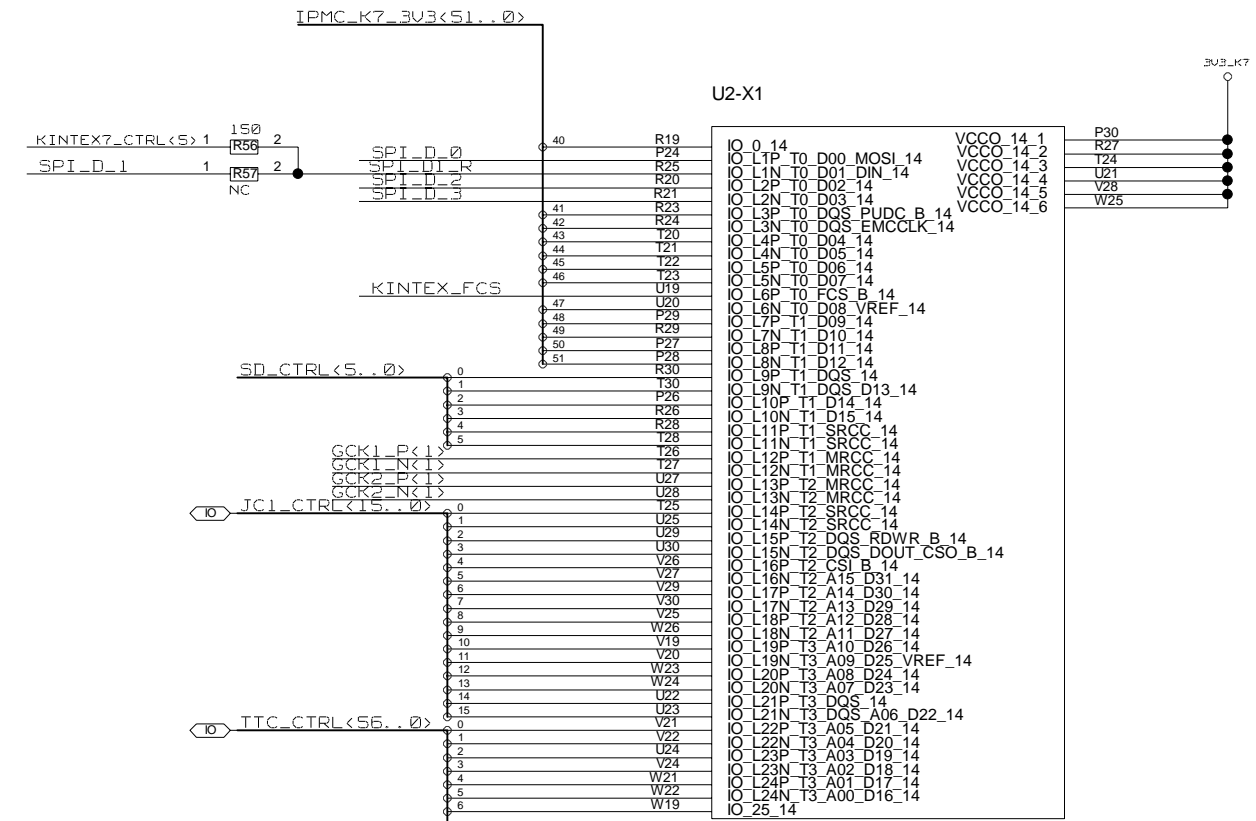 IPMC_K7_3V3<51..0>
3V3_K7
U2-X1
150
KINTEX7_CTRL<5> 1 R56 2
SPI_D_1 1 R57 2
NC
40 R19 IO_0_14 VCCO_14_1 P30
SPI_D_0 P24 IO_L1P_T0_D00_MOSI_14 VCCO_14_2 R27
SPI_D1_R R25 IO_L1N_T0_D01_DIN_14 VCCO_14_3 T24
SPI_D_2 R20 IO_L2P_T0_D02_14 VCCO_14_4 U21
SPI_D_3 R21 IO_L2N_T0_D03_14 VCCO_14_5 V28
41 R23 IO_L3P_T0_DQS_PUDC_B_14 VCCO_14_6 W25
42 R24 IO_L3N_T0_DQS_EMCCLK_14
43 T20 IO_L4P_T0_D04_14
44 T21 IO_L4N_T0_D05_14
45 T22 IO_L5P_T0_D06_14
46 T23 IO_L5N_T0_D07_14
KINTEX_FCS U19 IO_L6P_T0_FCS_B_14
47 U20 IO_L6N_T0_D08_VREF_14
48 P29 IO_L7P_T1_D09_14
49 R29 IO_L7N_T1_D10_14
50 P27 IO_L8P_T1_D11_14
51 P28 IO_L8N_T1_D12_14
SD_CTRL<5..0> 0 R30 IO_L9P_T1_DQS_14
1 T30 IO_L9N_T1_DQS_D13_14
2 P26 IO_L10P_T1_D14_14
3 R26 IO_L10N_T1_D15_14
4 R28 IO_L11P_T1_SRCC_14
5 T28 IO_L11N_T1_SRCC_14
GCK1_P<1> T26 IO_L12P_T1_MRCC_14
GCK1_N<1> T27 IO_L12N_T1_MRCC_14
GCK2_P<1> U27 IO_L13P_T2_MRCC_14
GCK2_N<1> U28 IO_L13N_T2_MRCC_14
IO JC1_CTRL<15..0> 0 T25 IO_L14P_T2_SRCC_14
1 U25 IO_L14N_T2_SRCC_14
2 U29 IO_L15P_T2_DQS_RDWR_B_14
3 U30 IO_L15N_T2_DQS_DOUT_CSO_B_14
4 V26 IO_L16P_T2_CSI_B_14
5 V27 IO_L16N_T2_A15_D31_14
6 V29 IO_L17P_T2_A14_D30_14
7 V30 IO_L17N_T2_A13_D29_14
8 V25 IO_L18P_T2_A12_D28_14
9 W26 IO_L18N_T2_A11_D27_14
10 V19 IO_L19P_T3_A10_D26_14
11 V20 IO_L19N_T3_A09_D25_VREF_14
12 W23 IO_L20P_T3_A08_D24_14
13 W24 IO_L20N_T3_A07_D23_14
14 U22 IO_L21P_T3_DQS_14
15 U23 IO_L21N_T3_DQS_A06_D22_14
IO TTC_CTRL<56..0> 0 V21 IO_L22P_T3_A05_D21_14
1 V22 IO_L22N_T3_A04_D20_14
2 U24 IO_L23P_T3_A03_D19_14
3 V24 IO_L23N_T3_A02_D18_14
4 W21 IO_L24P_T3_A01_D17_14
5 W22 IO_L24N_T3_A00_D16_14
6 W19 IO_25_14